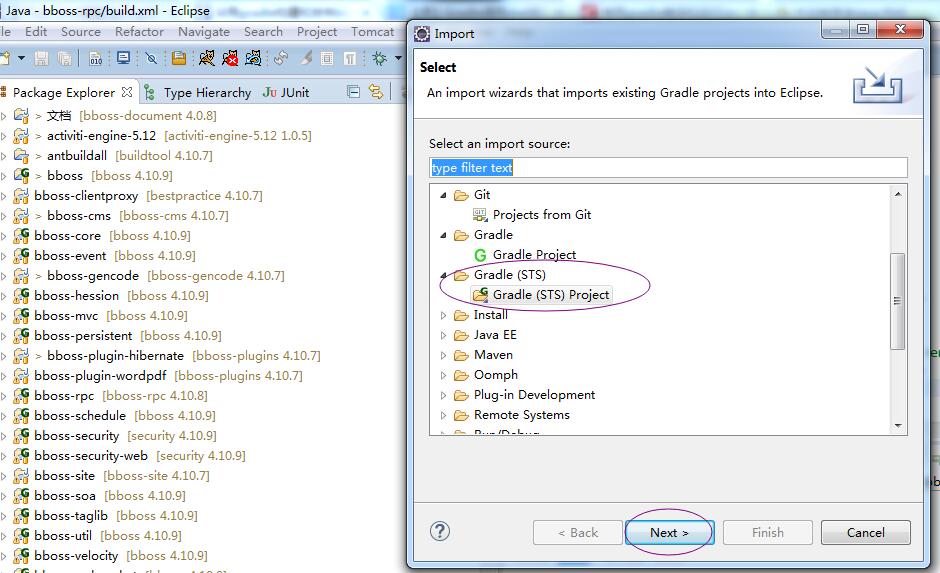 Java - bboss-rpc/build.xml - Eclipse
le Edit Source Refactor Navigate Search Project Tomcat
Package Explorer Type Hierarchy JU JUnit
> 文档 [bboss-document 4.0.8]
> activiti-engine-5.12 [activiti-engine-5.12 1.0.5]
> antbuildall [buildtool 4.10.7]
> bboss [bboss 4.10.9]
bboss-clientproxy [bestpractice 4.10.7]
> bboss-cms [bboss-cms 4.10.7]
bboss-core [bboss 4.10.9]
bboss-event [bboss 4.10.9]
> bboss-gencode [bboss-gencode 4.10.7]
bboss-hession [bboss 4.10.9]
bboss-mvc [bboss 4.10.9]
bboss-persistent [bboss 4.10.9]
> bboss-plugin-hibernate [bboss-plugins 4.10.7]
bboss-plugin-wordpdf [bboss-plugins 4.10.7]
bboss-rpc [bboss-rpc 4.10.8]
bboss-schedule [bboss 4.10.9]
bboss-security [security 4.10.9]
bboss-security-web [security 4.10.9]
bboss-site [bboss-site 4.10.7]
bboss-soa [bboss 4.10.9]
bboss-taglib [bboss 4.10.9]
bboss-util [bboss 4.10.9]
bboss-velocity [bboss 4.10.9]
Import
Select
An import wizards that imports existing Gradle projects into Eclipse.
Select an import source:
type filter text
Git
Projects from Git
Gradle
Gradle Project
Gradle (STS)
Gradle (STS) Project
Install
Java EE
Maven
Oomph
Plug-in Development
Remote Systems
Run/Debug
< Back Next > Finish Cancel